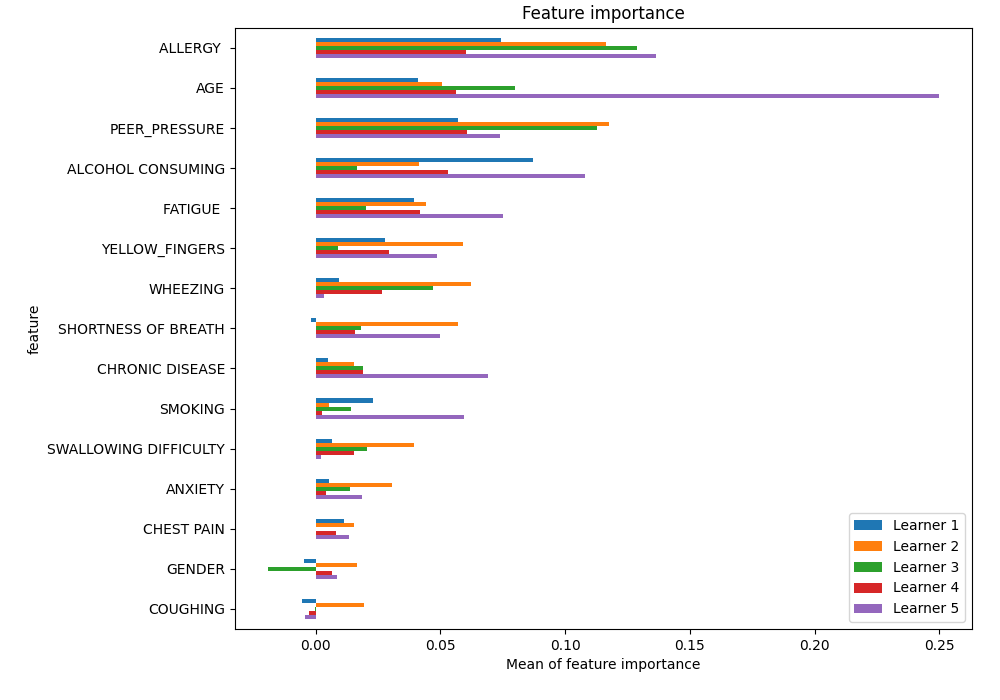 Feature importance
ALLERGY
AGE
PEER_PRESSURE
ALCOHOL CONSUMING
FATIGUE
YELLOW_FINGERS
WHEEZING
SHORTNESS OF BREATH
CHRONIC DISEASE
SMOKING
SWALLOWING DIFFICULTY
ANXIETY
CHEST PAIN
GENDER
COUGHING
feature
Learner 1
Learner 2
Learner 3
Learner 4
Learner 5
0.00 0.05 0.10 0.15 0.20 0.25
Mean of feature importance